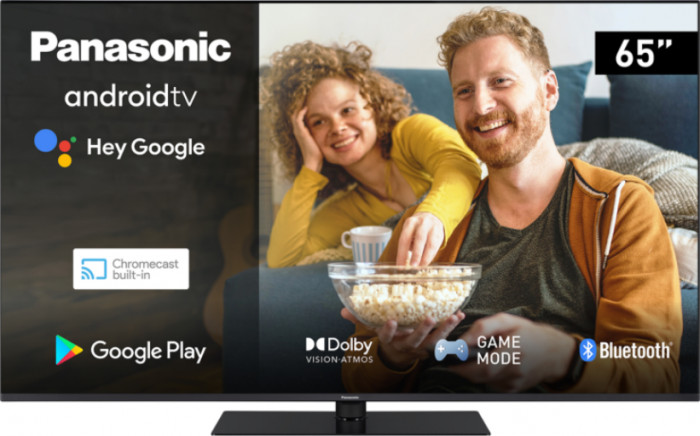 Panasonic
65”
androidtv
Hey Google
Chromecast
built-in
Google Play
Dolby
VISION·ATMOS
GAME
MODE
Bluetooth®
Panasonic